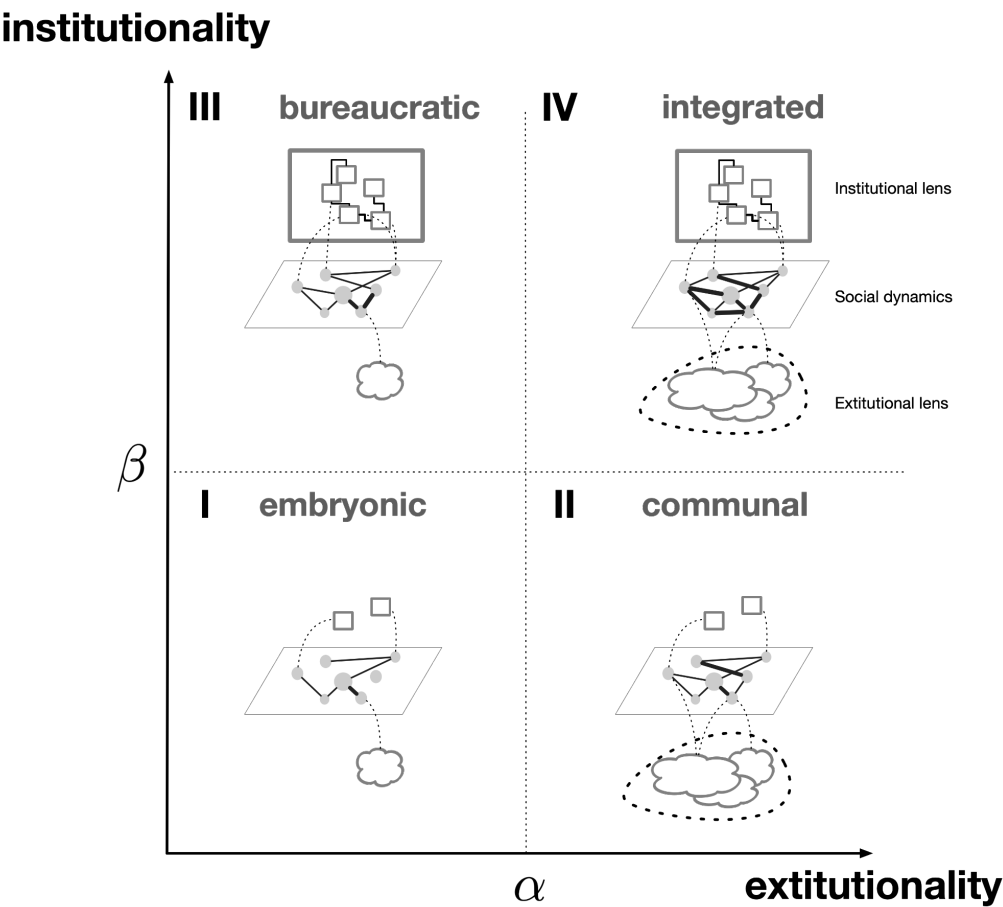 institutionality
III bureaucratic
IV integrated
Institutional lens
Social dynamics
Extitutional lens
β
I embryonic
II communal
α
extitutionality